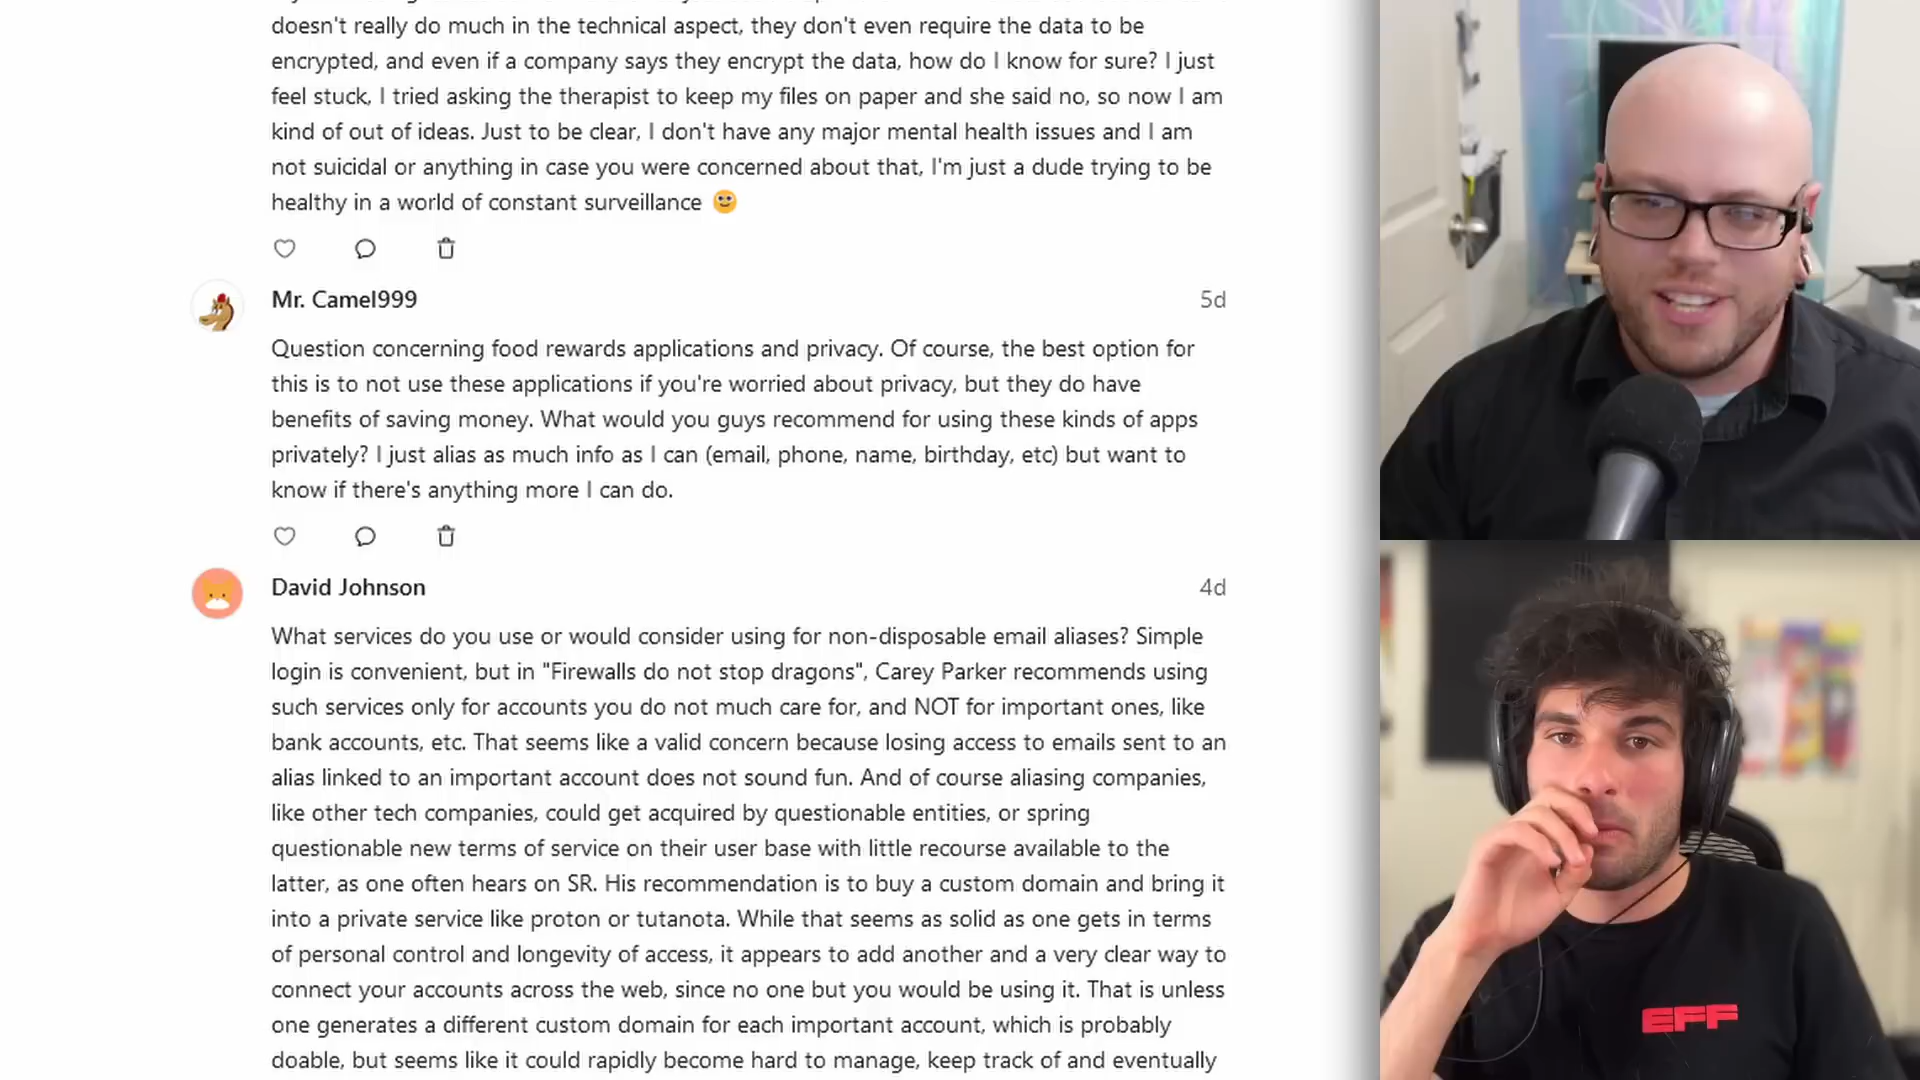 doesn't really do much in the technical aspect, they don't even require the data to be
encrypted, and even if a company says they encrypt the data, how do I know for sure? I just
feel stuck, I tried asking the therapist to keep my files on paper and she said no, so now I am
kind of out of ideas. Just to be clear, I don't have any major mental health issues and I am
not suicidal or anything in case you were concerned about that, I'm just a dude trying to be
healthy in a world of constant surveillance
Mr. Camel999
5d
Question concerning food rewards applications and privacy. Of course, the best option for
this is to not use these applications if you're worried about privacy, but they do have
benefits of saving money. What would you guys recommend for using these kinds of apps
privately? I just alias as much info as I can (email, phone, name, birthday, etc) but want to
know if there's anything more I can do.
David Johnson
4d
What services do you use or would consider using for non-disposable email aliases? Simple
login is convenient, but in "Firewalls do not stop dragons", Carey Parker recommends using
such services only for accounts you do not much care for, and NOT for important ones, like
bank accounts, etc. That seems like a valid concern because losing access to emails sent to an
alias linked to an important account does not sound fun. And of course aliasing companies,
like other tech companies, could get acquired by questionable entities, or spring
questionable new terms of service on their user base with little recourse available to the
latter, as one often hears on SR. His recommendation is to buy a custom domain and bring it
into a private service like proton or tutanota. While that seems as solid as one gets in terms
of personal control and longevity of access, it appears to add another and a very clear way to
connect your accounts across the web, since no one but you would be using it. That is unless
one generates a different custom domain for each important account, which is probably
doable, but seems like it could rapidly become hard to manage, keep track of and eventually
EFF